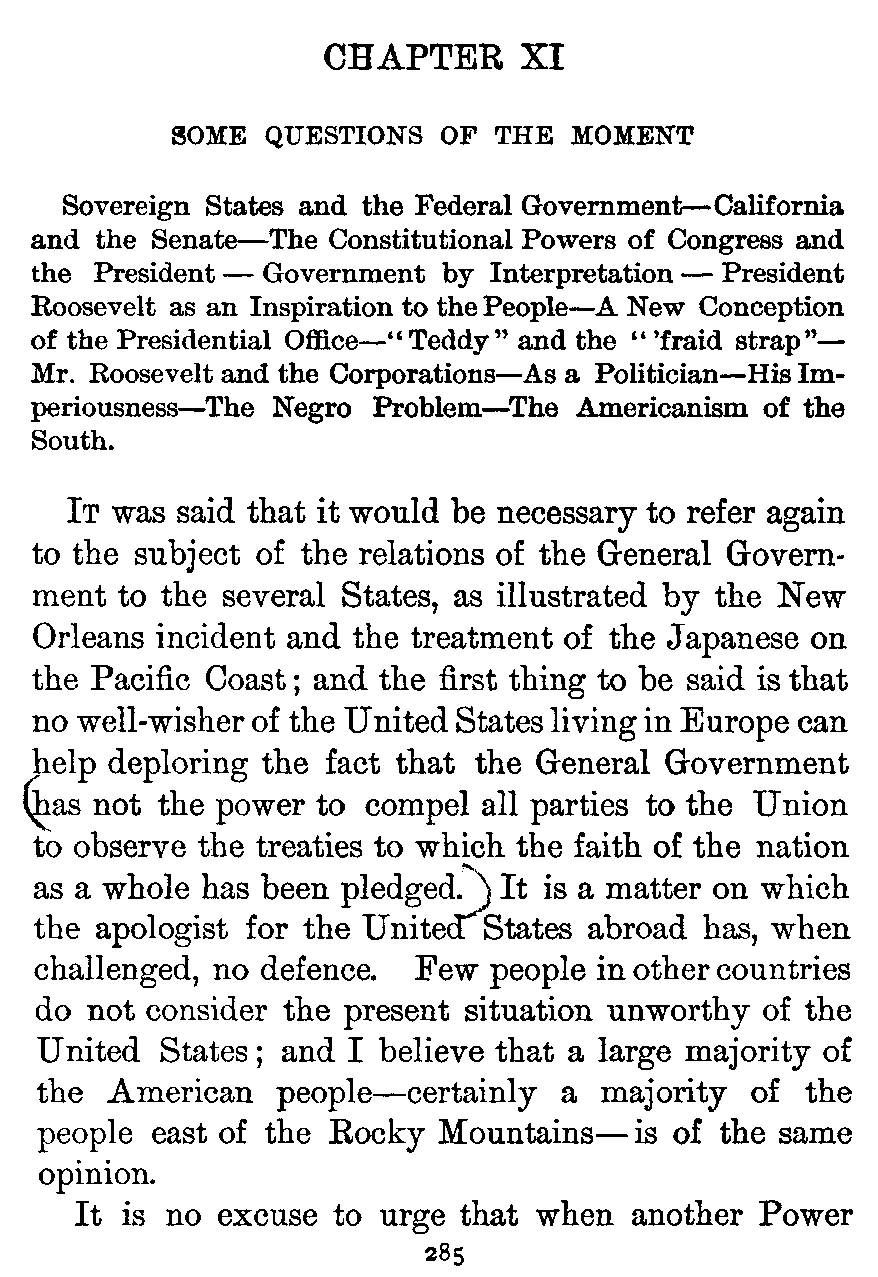 CHAPTER XI
SOME QUESTIONS OF THE MOMENT
Sovereign States and the Federal Government—California
and the Senate—The Constitutional Powers of Congress and
the President — Government by Interpretation — President
Roosevelt as an Inspiration to the People—A New Conception
of the Presidential Office—“Teddy” and the “ ’fraid strap”—
Mr. Roosevelt and the Corporations—As a Politician—His Im-
periousness—The Negro Problem—The Americanism of the
South.
IT was said that it would be necessary to refer again
to the subject of the relations of the General Govern-
ment to the several States, as illustrated by the New
Orleans incident and the treatment of the Japanese on
the Pacific Coast; and the first thing to be said is that
no well-wisher of the United States living in Europe can
help deploring the fact that the General Government
has not the power to compel all parties to the Union
to observe the treaties to which the faith of the nation
as a whole has been pledged. It is a matter on which
the apologist for the United States abroad has, when
challenged, no defence. Few people in other countries
do not consider the present situation unworthy of the
United States; and I believe that a large majority of
the American people—certainly a majority of the
people east of the Rocky Mountains—is of the same
opinion.
It is no excuse to urge that when another Power
285